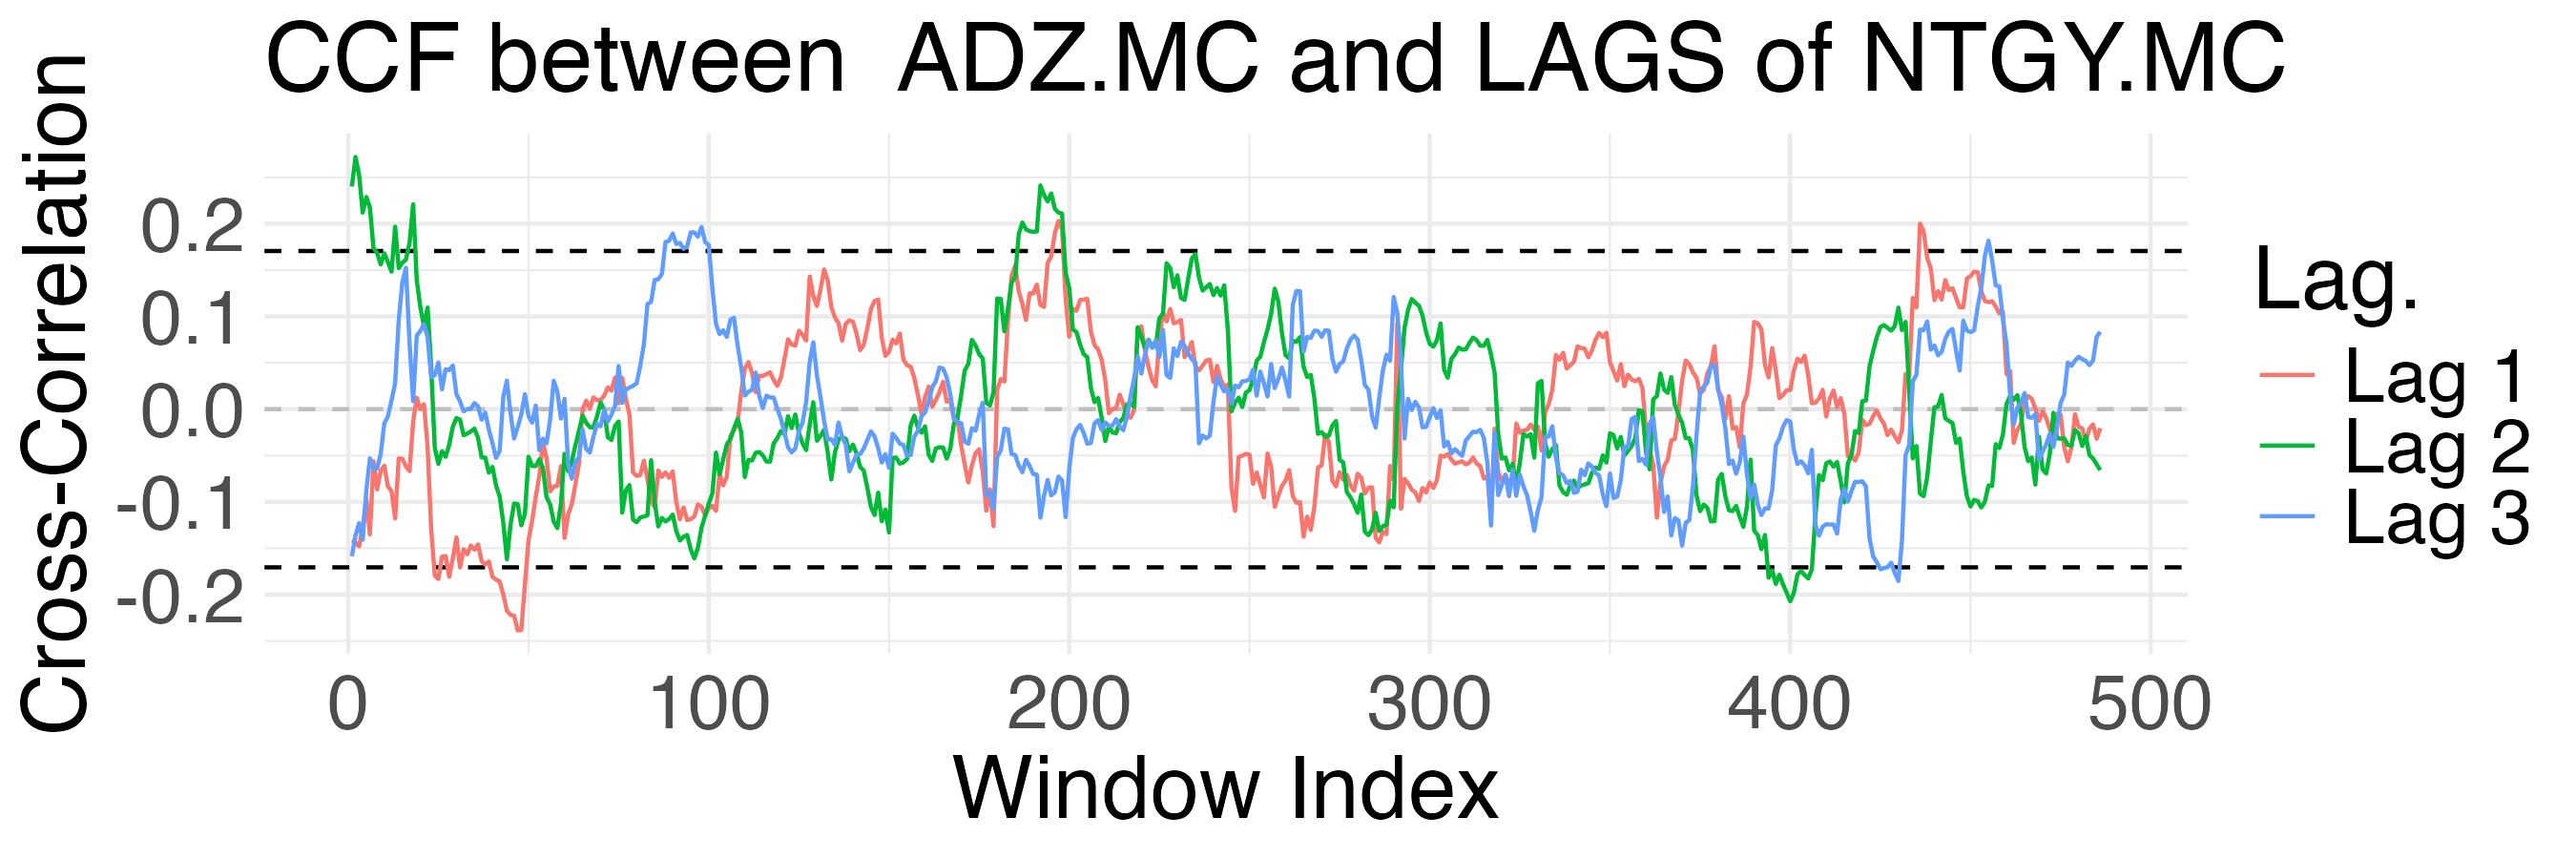 CCF between  ADZ.MC and LAGS of NTGY.MC
Cross-Correlation
0.2
0.1
0.0
-0.1
-0.2
0 100 200 300 400 500
Window Index
Lag.
Lag 1
Lag 2
Lag 3